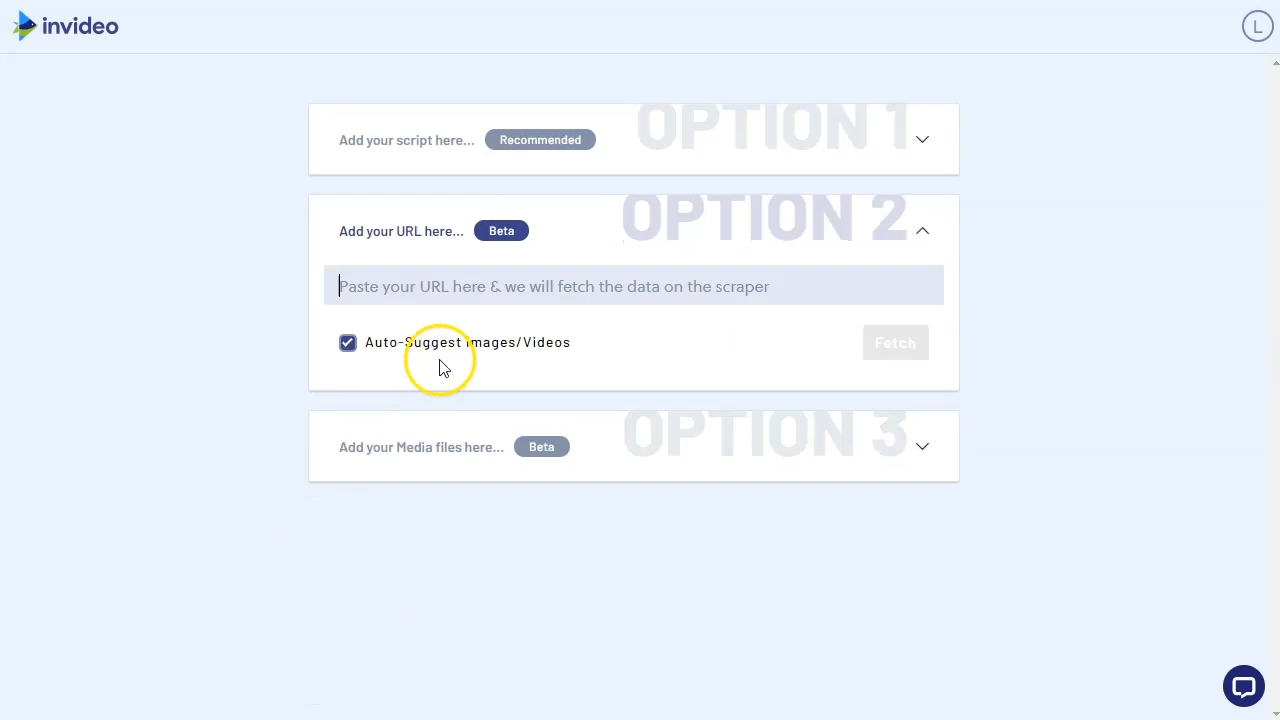 invideo
L
OPTION 1
Add your script here... Recommended
OPTION 2
Add your URL here... Beta
Paste your URL here & we will fetch the data on the scraper
Auto-Suggest Images/Videos
Fetch
OPTION 3
Add your Media files here... Beta